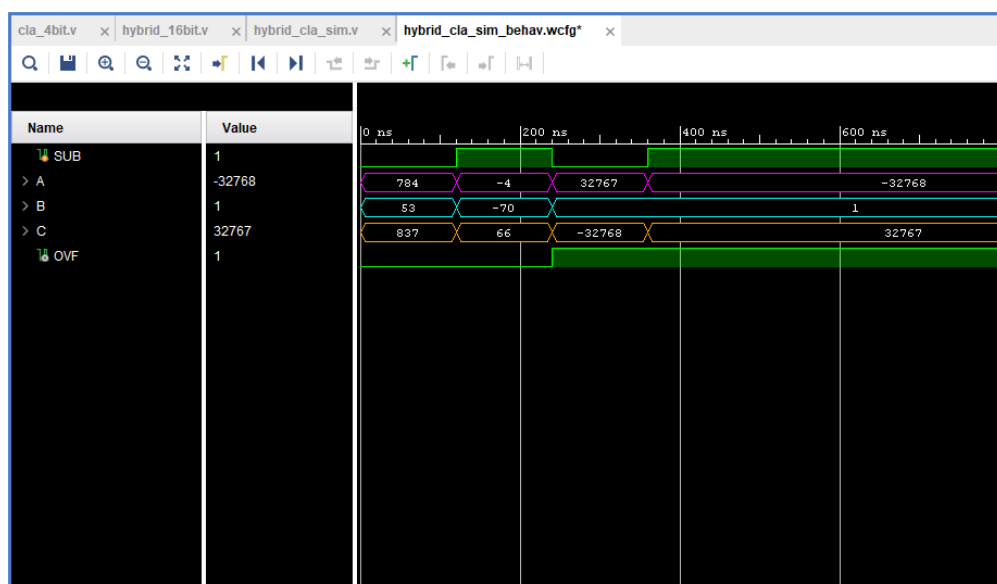 cla_4bit.v × hybrid_16bit.v × hybrid_cla_sim.v × hybrid_cla_sim_behav.wcfg* ×
Name Value 0 ns 200 ns 400 ns 600 ns
SUB 1
A -32768 784 -4 32767 -32768
B 1 53 -70 1
C 32767 837 66 -32768 32767
OVF 1